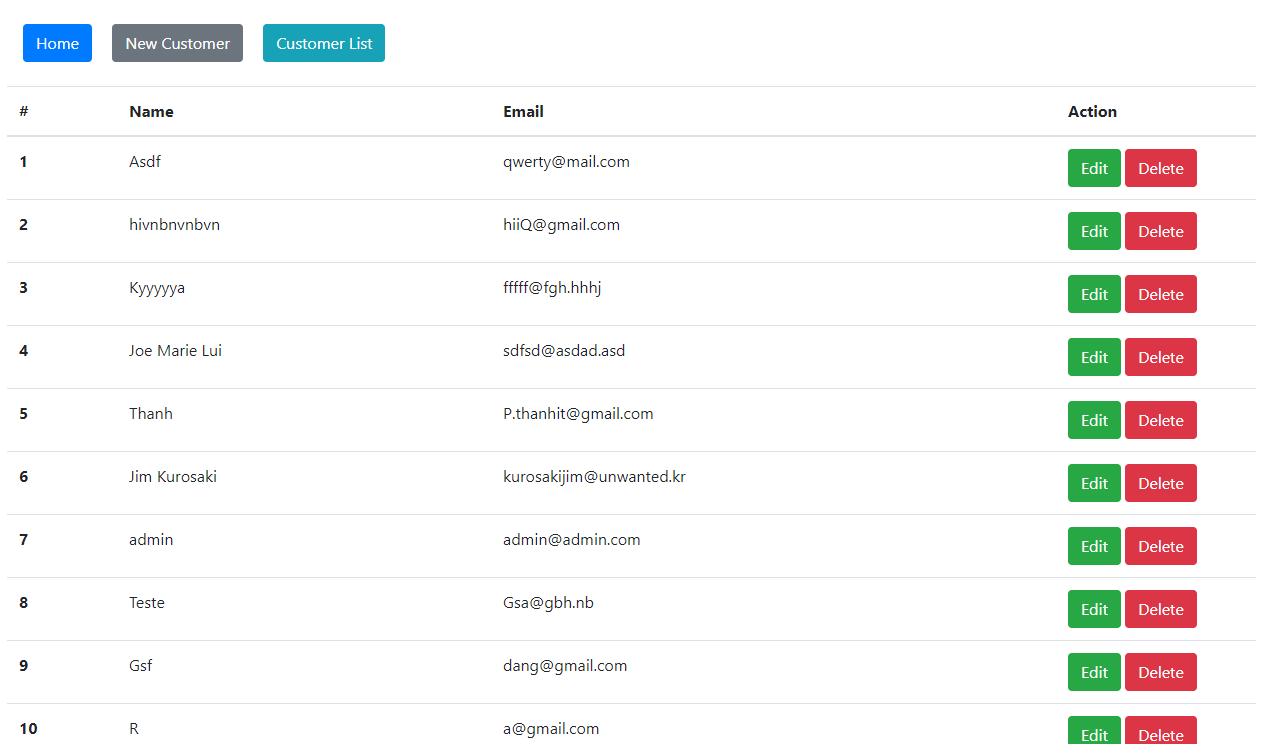 Home New Customer Customer List
# Name Email Action
1 Asdf qwerty@mail.com Edit Delete
2 hivnbnvnbvn hiiQ@gmail.com Edit Delete
3 Kyyyyya fffff@fgh.hhhj Edit Delete
4 Joe Marie Lui sdfsd@asdad.asd Edit Delete
5 Thanh P.thanhit@gmail.com Edit Delete
6 Jim Kurosaki kurosakijim@unwanted.kr Edit Delete
7 admin admin@admin.com Edit Delete
8 Teste Gsa@gbh.nb Edit Delete
9 Gsf dang@gmail.com Edit Delete
10 R a@gmail.com Edit Delete